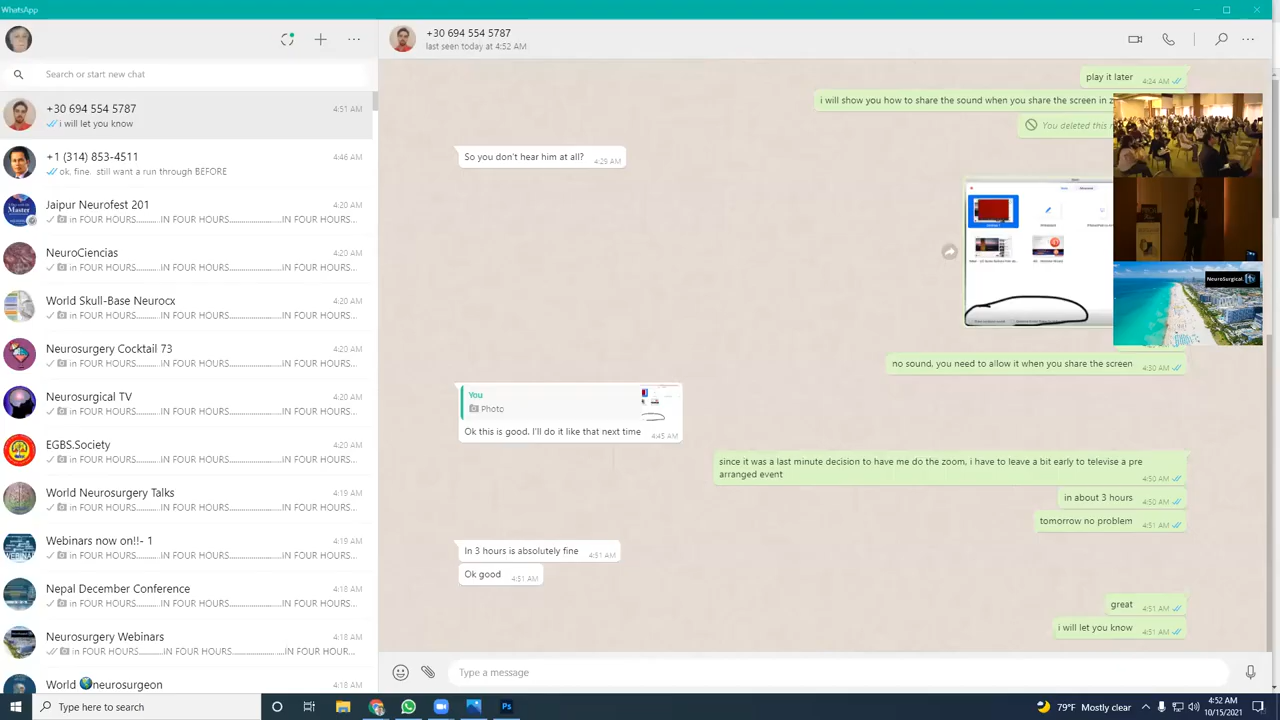 WhatsApp
+30 694 554 5787
last seen today at 4:52 AM
Search or start new chat
+30 694 554 5787
4:51 AM
i will let you know
+1 (314) 853-4511
4:46 AM
ok, fine still want a run through BEFORE
Jaipur Neurofest 201
4:20 AM
in FOUR HOURS...........IN FOUR HOURS.......................IN FOUR HOURS...
NeuroCiencias
4:20 AM
in FOUR HOURS...........IN FOUR HOURS.......................IN FOUR HOURS...
World Skull-Base Neurocx
4:20 AM
in FOUR HOURS...........IN FOUR HOURS.......................IN FOUR HOURS...
Neurosurgery Cocktail 73
4:20 AM
in FOUR HOURS...........IN FOUR HOURS.......................IN FOUR HOURS...
Neurosurgical TV
4:20 AM
in FOUR HOURS...........IN FOUR HOURS.......................IN FOUR HOURS...
EGBS.Society
4:20 AM
in FOUR HOURS...........IN FOUR HOURS.......................IN FOUR HOURS...
World Neurosurgery Talks
4:19 AM
in FOUR HOURS...........IN FOUR HOURS.......................IN FOUR HOURS...
Webinars now on!!- 1
4:19 AM
in FOUR HOURS...........IN FOUR HOURS.......................IN FOUR HOURS...
Nepal December Conference
4:18 AM
in FOUR HOURS...........IN FOUR HOURS.......................IN FOUR HOURS...
Neurosurgery Webinars
4:18 AM
in FOUR HOURS...........IN FOUR HOURS.......................IN FOUR HOURS...
World neurosurgeon
4:18 AM
play it later
4:24 AM
i will show you how to share the sound when you share the screen in
You deleted this
So you don't hear him at all?
4:29 AM
NeuroSurgical.tv
no sound, you need to allow it when you share the screen
4:30 AM
You
Photo
Ok this is good. I'll do it like that next time
4:45 AM
since it was a last minute decision to have me do the zoom, i have to leave a bit early to televise a pre
arranged event
4:50 AM
in about 3 hours
4:50 AM
tomorrow no problem
4:51 AM
In 3 hours is absolutely fine
4:51 AM
Ok good
4:51 AM
great
4:51 AM
i will let you know
4:51 AM
Type a message
Type here to search
79°F Mostly clear
4:52 AM
10/15/2021